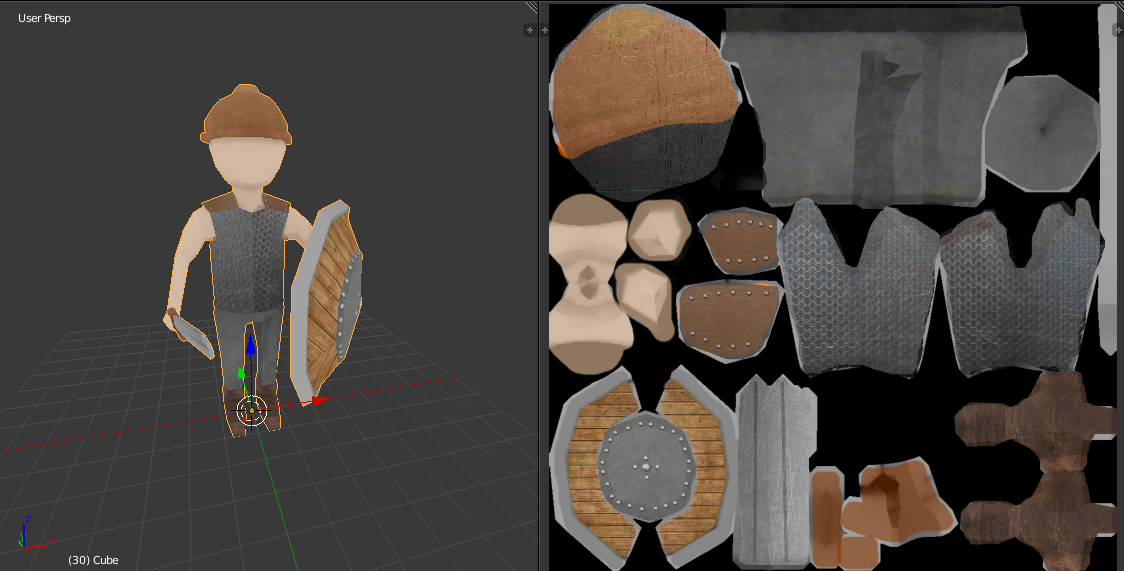 User Persp
z
x
(30) Cube